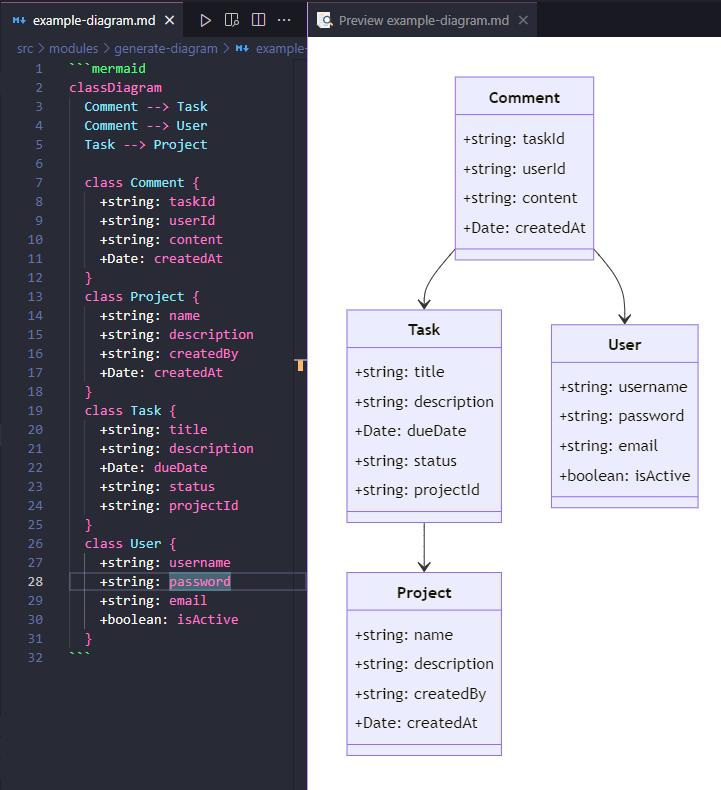 example-diagram.md
src > modules > generate-diagram > example-
1 ```mermaid
2 classDiagram
3 Comment --> Task
4 Comment --> User
5 Task --> Project
6
7 class Comment {
8 +string: taskId
9 +string: userId
10 +string: content
11 +Date: createdAt
12 }
13 class Project {
14 +string: name
15 +string: description
16 +string: createdBy
17 +Date: createdAt
18 }
19 class Task {
20 +string: title
21 +string: description
22 +Date: dueDate
23 +string: status
24 +string: projectId
25 }
26 class User {
27 +string: username
28 +string: password
29 +string: email
30 +boolean: isActive
31 }
32 ```
Preview example-diagram.md
Comment
+string: taskId
+string: userId
+string: content
+Date: createdAt
Task
+string: title
+string: description
+Date: dueDate
+string: status
+string: projectId
User
+string: username
+string: password
+string: email
+boolean: isActive
Project
+string: name
+string: description
+string: createdBy
+Date: createdAt